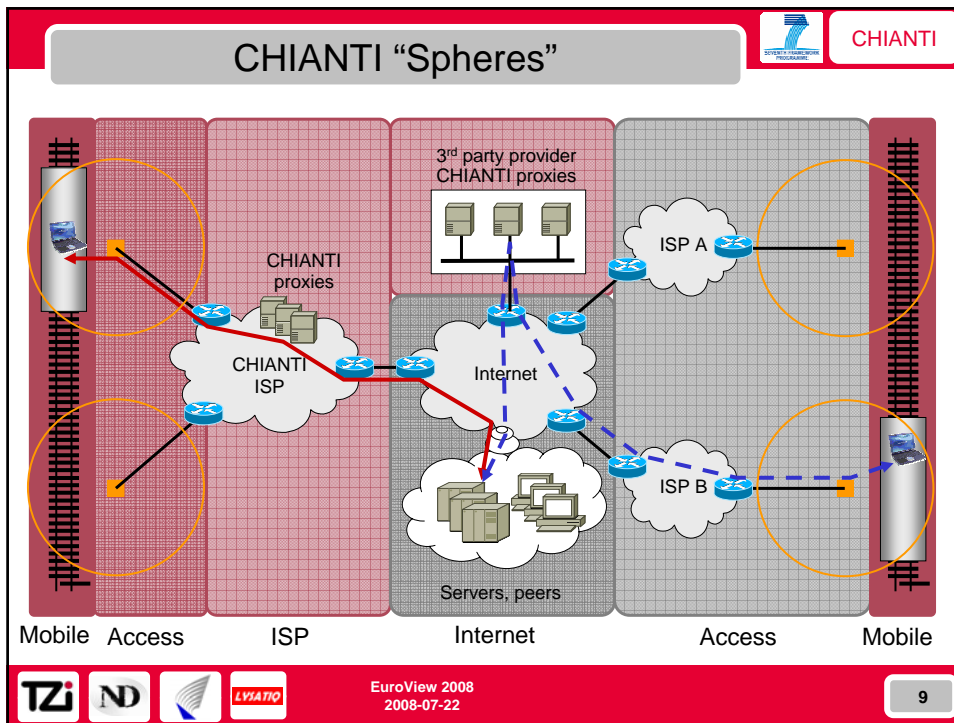 CHIANTI “Spheres”
SEVENTH FRAMEWORK
PROGRAMME
CHIANTI
3rd party provider
CHIANTI proxies
ISP A
CHIANTI
proxies
CHIANTI
ISP
Internet
ISP B
Servers, peers
Mobile
Access
ISP
Internet
Access
Mobile
TZi
ND
LYSATIQ
EuroView 2008
2008-07-22
9